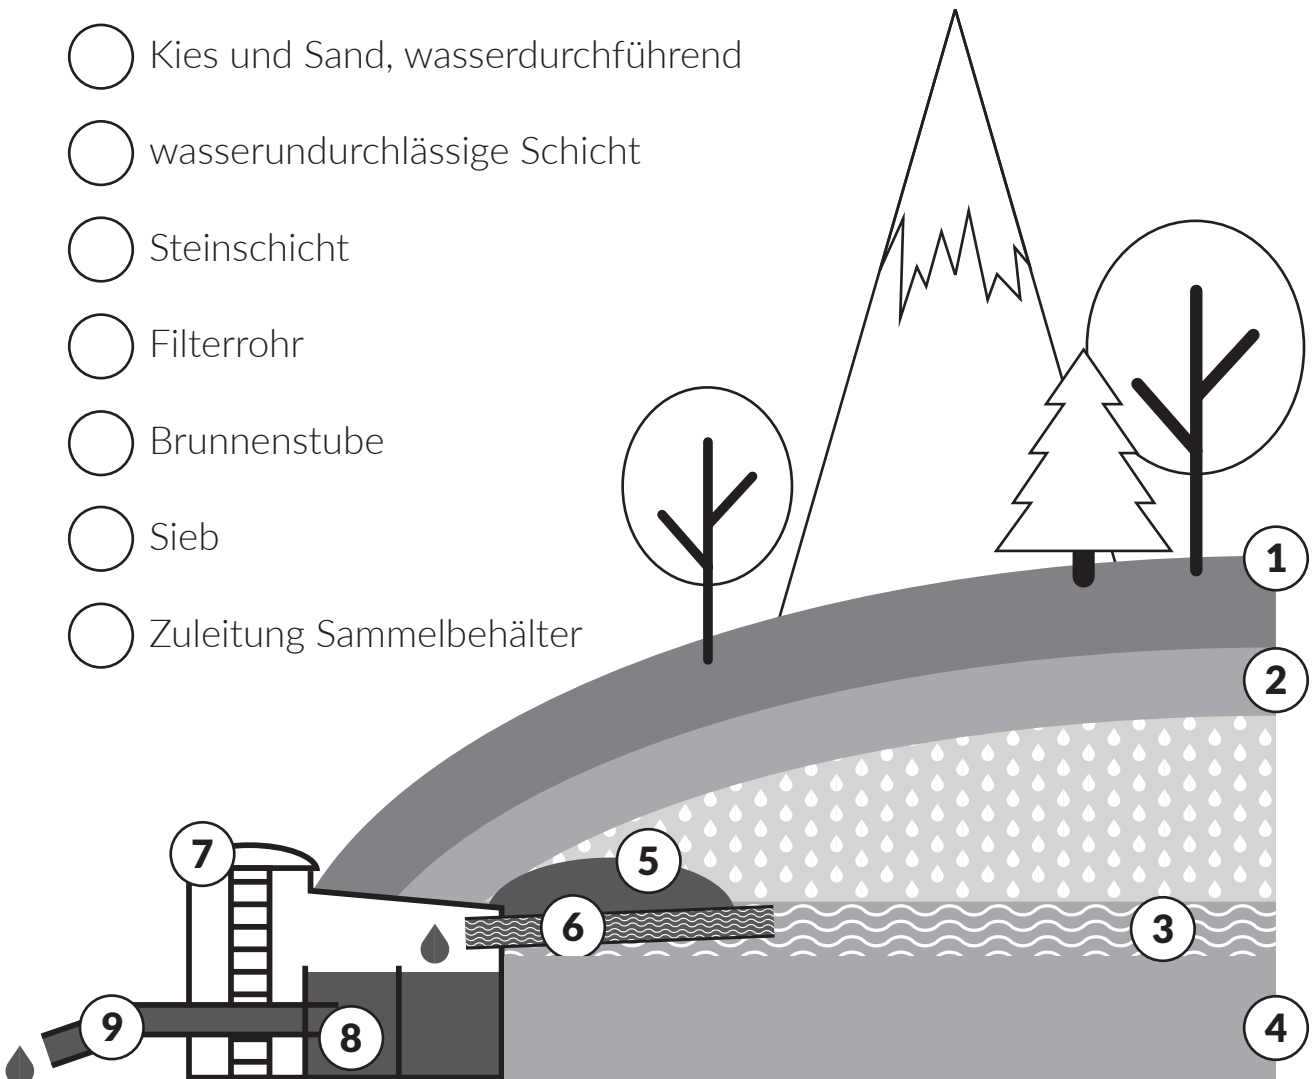 Kies und Sand, wasserdurchführend
wasserundurchlässige Schicht
Steinschicht
Filterrohr
Brunnenstube
Sieb
Zuleitung Sammelbehälter
1
2
7
5
6
3
9
8
4